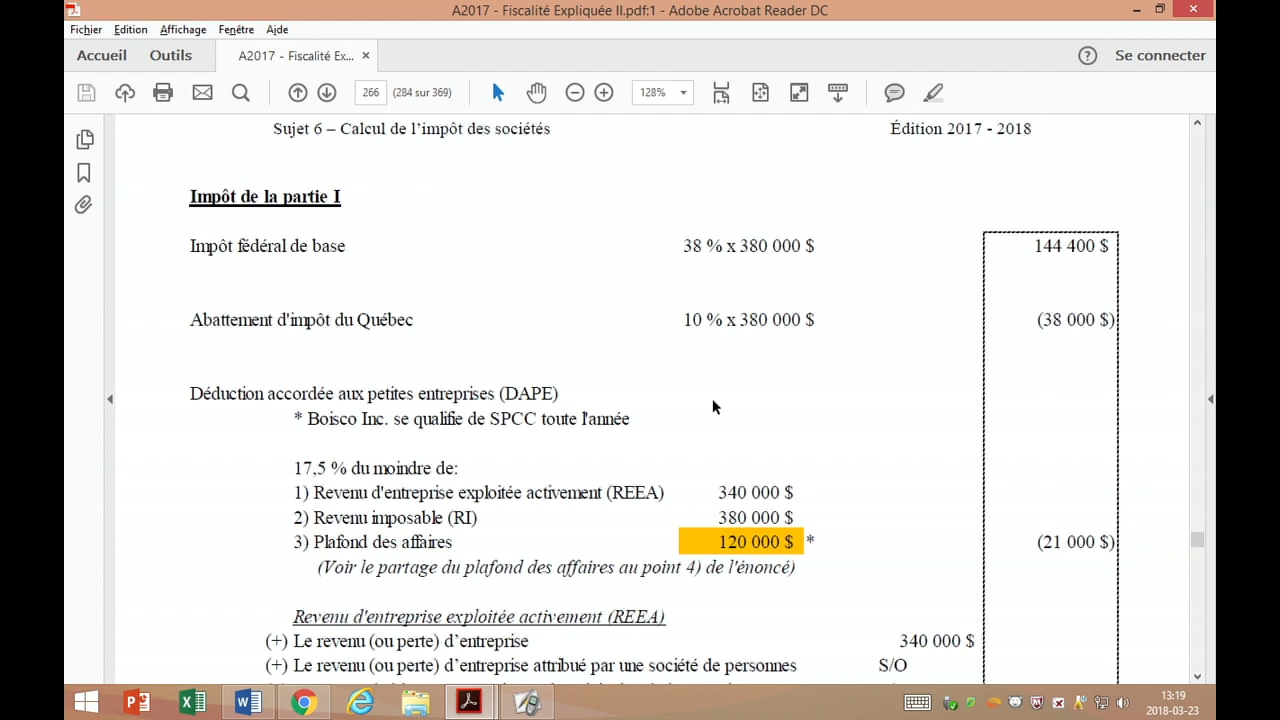 A2017 - Fiscalité Expliquée II.pdf:1 - Adobe Acrobat Reader DC
Fichier Edition Affichage Fenêtre Aide
Accueil Outils A2017 - Fiscalité Ex... × ? Se connecter
266 (284 sur 369) 128%
Sujet 6 – Calcul de l'impôt des sociétés Édition 2017 - 2018
Impôt de la partie I
Impôt fédéral de base 38 % x 380 000 $ 144 400 $
Abattement d'impôt du Québec 10 % x 380 000 $ (38 000 $)
Déduction accordée aux petites entreprises (DAPE)
* Boisco Inc. se qualifie de SPCC toute l'année
17,5 % du moindre de:
1) Revenu d'entreprise exploitée activement (REEA) 340 000 $
2) Revenu imposable (RI) 380 000 $
3) Plafond des affaires 120 000 $ * (21 000 $)
(Voir le partage du plafond des affaires au point 4) de l'énoncé)
Revenu d'entreprise exploitée activement (REEA)
(+) Le revenu (ou perte) d'entreprise 340 000 $
(+) Le revenu (ou perte) d'entreprise attribué par une société de personnes S/O
13:19
2018-03-23